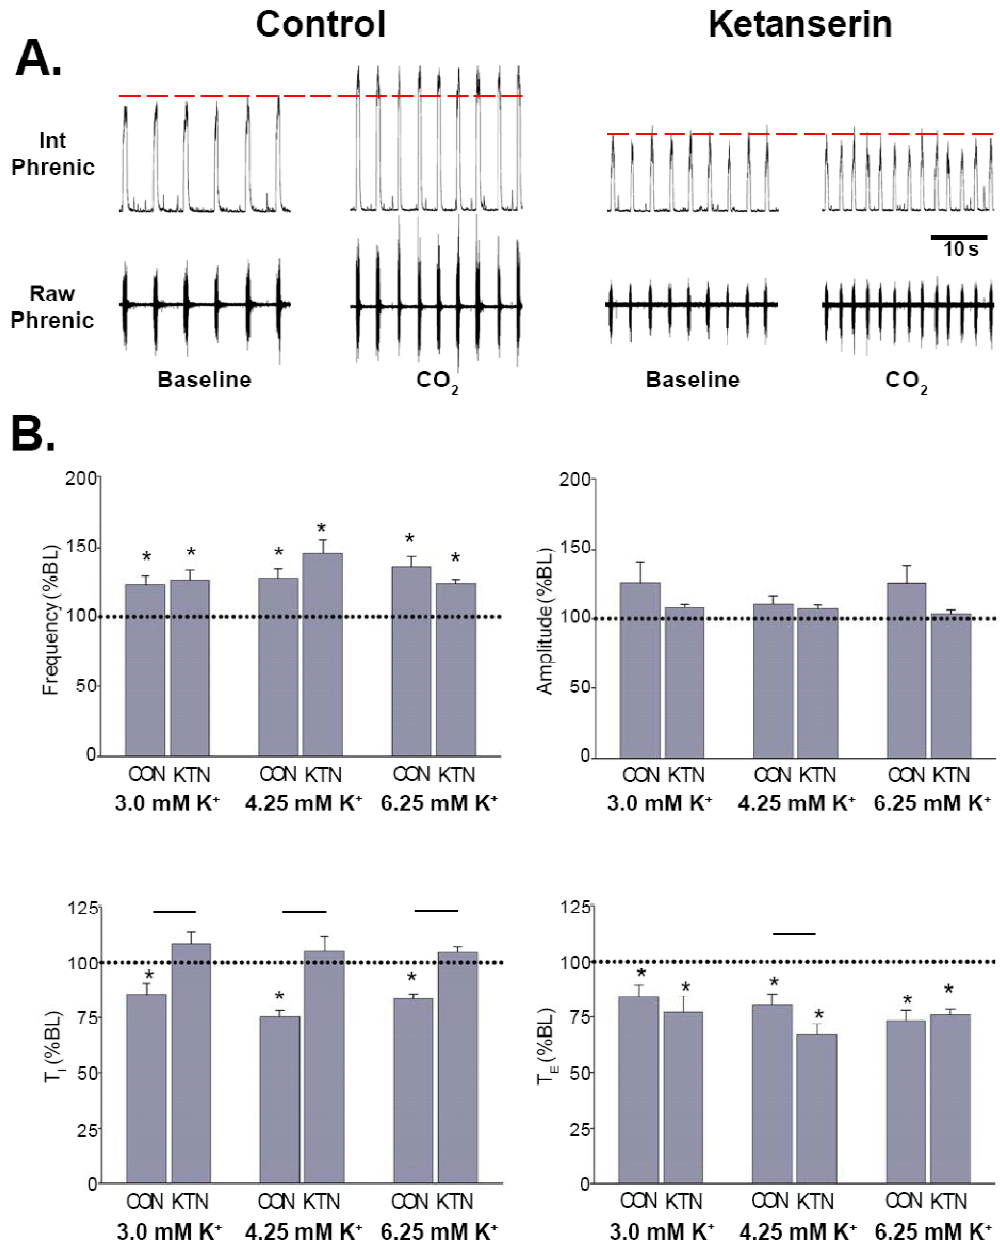 Control Ketanserin
A.
Int
Phrenic
10 s
Raw
Phrenic
Baseline CO2 Baseline CO2
B.
200
150
100
50
0
Frequency (%BL)
* * * * * *
CON KTN CON KTN CON KTN
3.0 mM K+ 4.25 mM K+ 6.25 mM K+
200
150
100
50
0
Amplitude (%BL)
CON KTN CON KTN CON KTN
3.0 mM K+ 4.25 mM K+ 6.25 mM K+
125
100
75
50
25
0
TI (%BL)
* * *
CON KTN CON KTN CON KTN
3.0 mM K+ 4.25 mM K+ 6.25 mM K+
125
100
75
50
25
0
TE (%BL)
* * * * * *
CON KTN CON KTN CON KTN
3.0 mM K+ 4.25 mM K+ 6.25 mM K+